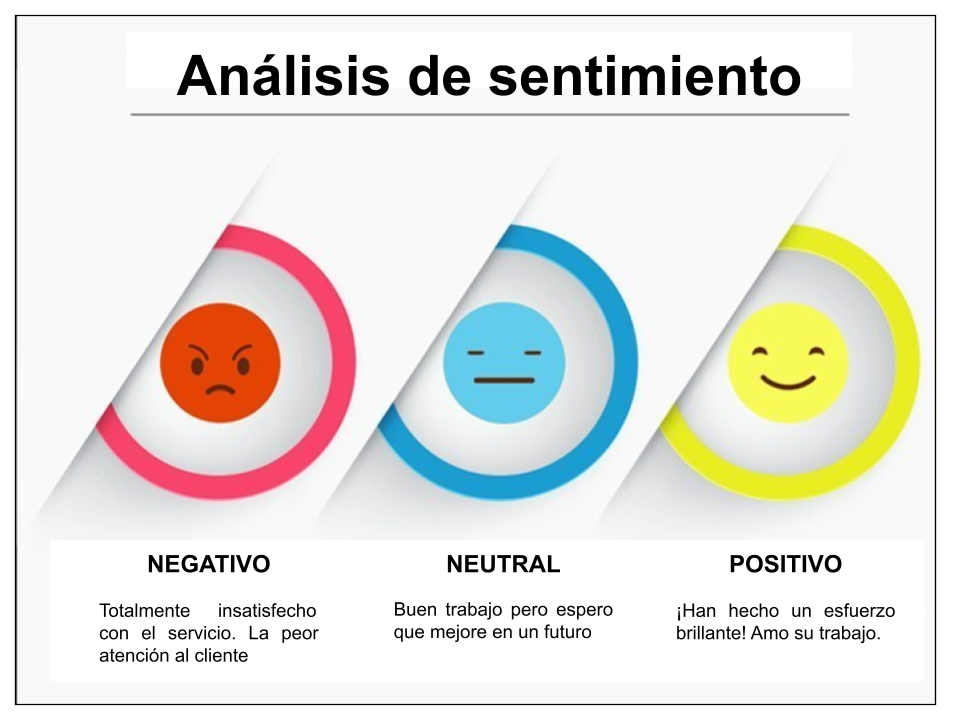 Análisis de sentimiento
NEGATIVO
Totalmente insatisfecho
con el servicio. La peor
atención al cliente
NEUTRAL
Buen trabajo pero espero
que mejore en un futuro
POSITIVO
¡Han hecho un esfuerzo
brillante! Amo su trabajo.